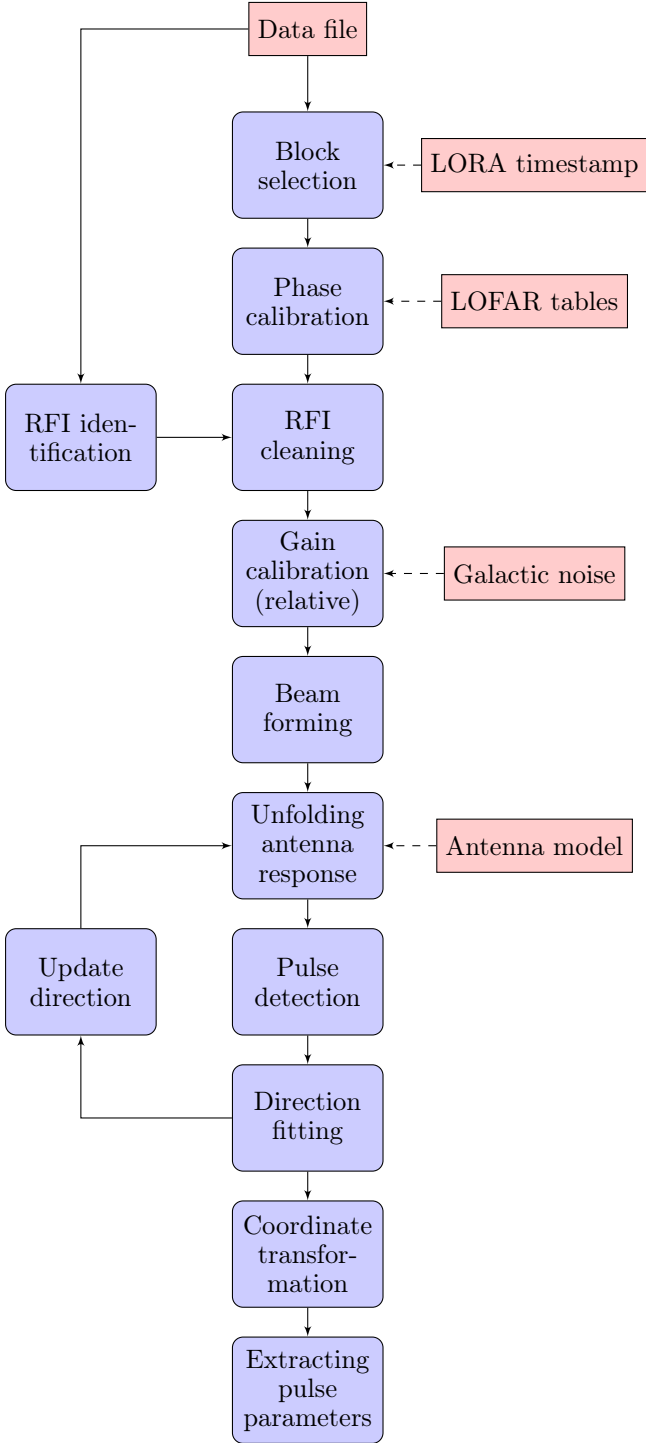 Data file
Block
selection
LORA timestamp
Phase
calibration
LOFAR tables
RFI iden-
tification
RFI
cleaning
Gain
calibration
(relative)
Galactic noise
Beam
forming
Unfolding
antenna
response
Antenna model
Update
direction
Pulse
detection
Direction
fitting
Coordinate
transfor-
mation
Extracting
pulse
parameters